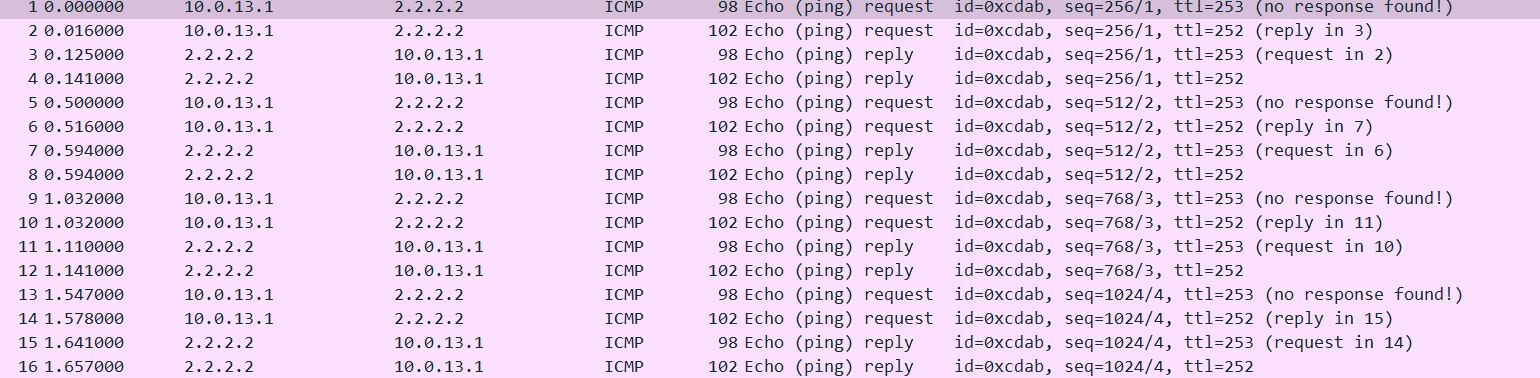 1 0.000000 10.0.13.1 2.2.2.2 ICMP 98 Echo (ping) request id=0xcdab, seq=256/1, ttl=253 (no response found!)
2 0.016000 10.0.13.1 2.2.2.2 ICMP 102 Echo (ping) request id=0xcdab, seq=256/1, ttl=252 (reply in 3)
3 0.125000 2.2.2.2 10.0.13.1 ICMP 98 Echo (ping) reply id=0xcdab, seq=256/1, ttl=253 (request in 2)
4 0.141000 2.2.2.2 10.0.13.1 ICMP 102 Echo (ping) reply id=0xcdab, seq=256/1, ttl=252
5 0.500000 10.0.13.1 2.2.2.2 ICMP 98 Echo (ping) request id=0xcdab, seq=512/2, ttl=253 (no response found!)
6 0.516000 10.0.13.1 2.2.2.2 ICMP 102 Echo (ping) request id=0xcdab, seq=512/2, ttl=252 (reply in 7)
7 0.594000 2.2.2.2 10.0.13.1 ICMP 98 Echo (ping) reply id=0xcdab, seq=512/2, ttl=253 (request in 6)
8 0.594000 2.2.2.2 10.0.13.1 ICMP 102 Echo (ping) reply id=0xcdab, seq=512/2, ttl=252
9 1.032000 10.0.13.1 2.2.2.2 ICMP 98 Echo (ping) request id=0xcdab, seq=768/3, ttl=253 (no response found!)
10 1.032000 10.0.13.1 2.2.2.2 ICMP 102 Echo (ping) request id=0xcdab, seq=768/3, ttl=252 (reply in 11)
11 1.110000 2.2.2.2 10.0.13.1 ICMP 98 Echo (ping) reply id=0xcdab, seq=768/3, ttl=253 (request in 10)
12 1.141000 2.2.2.2 10.0.13.1 ICMP 102 Echo (ping) reply id=0xcdab, seq=768/3, ttl=252
13 1.547000 10.0.13.1 2.2.2.2 ICMP 98 Echo (ping) request id=0xcdab, seq=1024/4, ttl=253 (no response found!)
14 1.578000 10.0.13.1 2.2.2.2 ICMP 102 Echo (ping) request id=0xcdab, seq=1024/4, ttl=252 (reply in 15)
15 1.641000 2.2.2.2 10.0.13.1 ICMP 98 Echo (ping) reply id=0xcdab, seq=1024/4, ttl=253 (request in 14)
16 1.657000 2.2.2.2 10.0.13.1 ICMP 102 Echo (ping) reply id=0xcdab, seq=1024/4, ttl=252